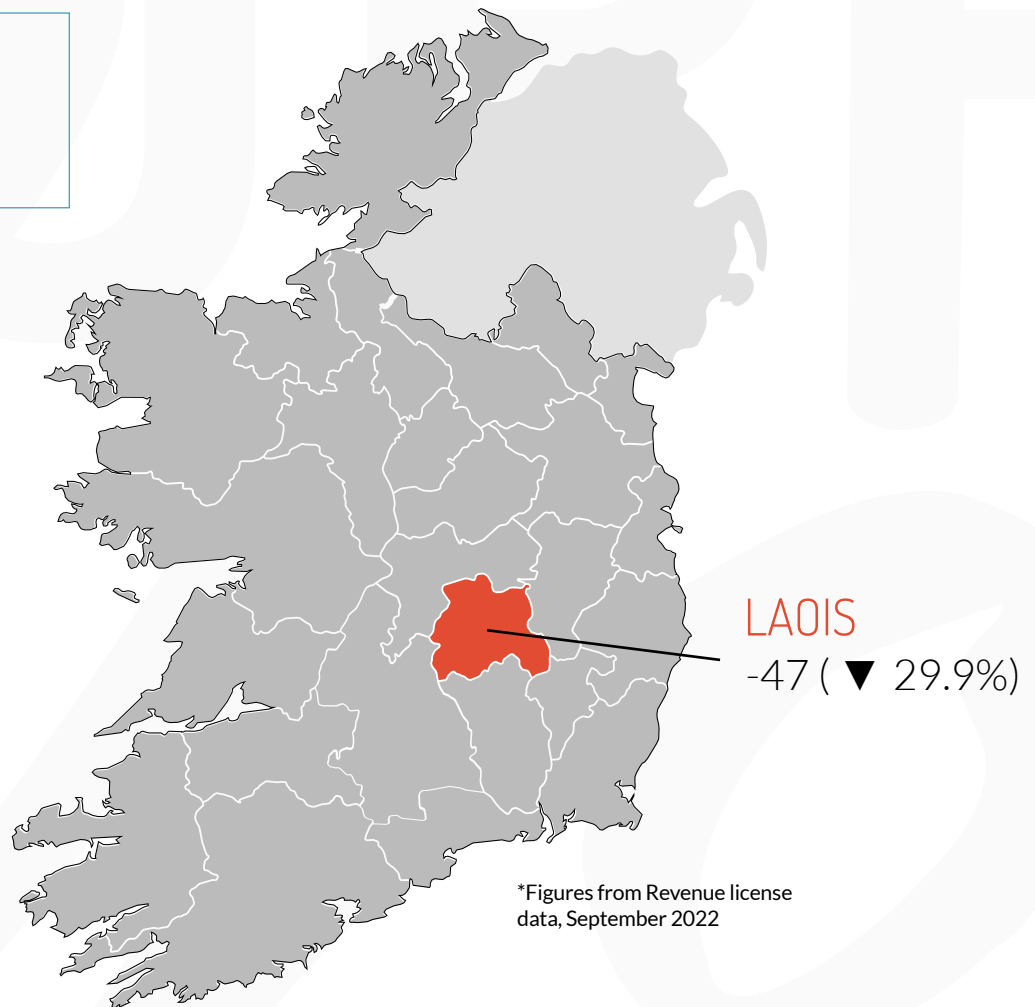 LAOIS
-47 ( ▼ 29.9%)
*Figures from Revenue license
data, September 2022